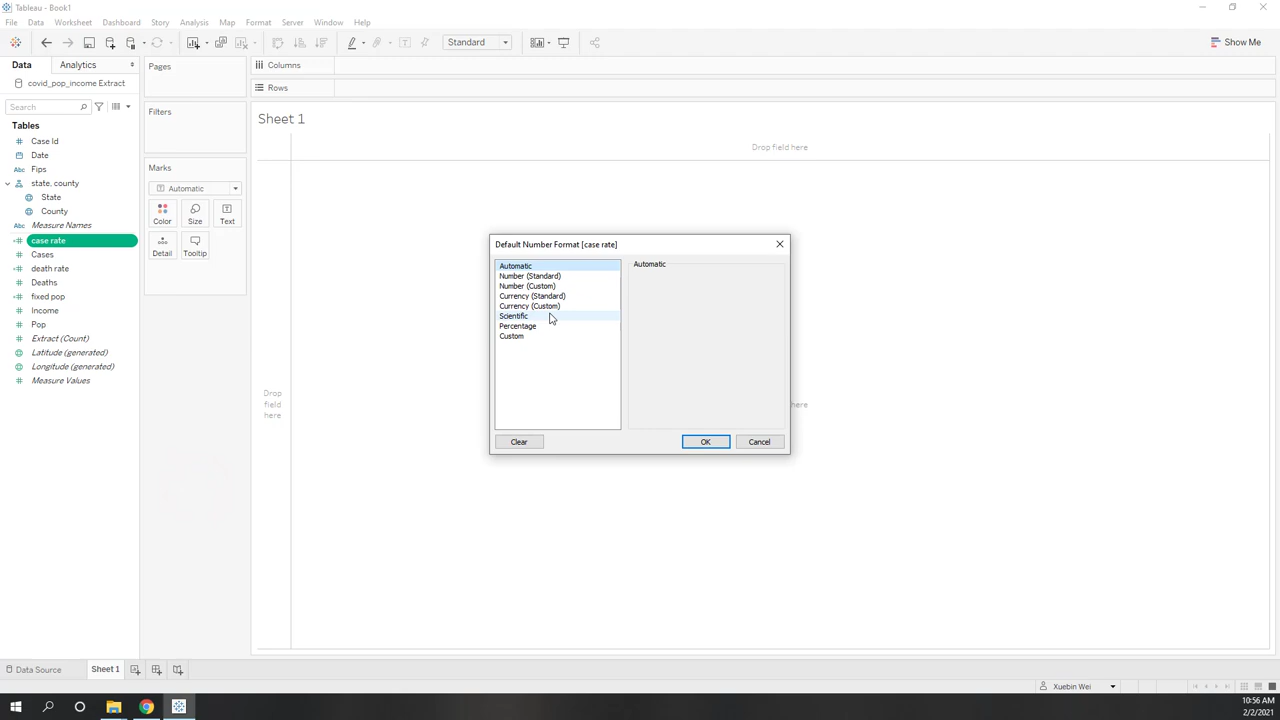 Tableau - Book1
File Data Worksheet Dashboard Story Analysis Map Format Server Window Help
Standard
Show Me
Data Analytics
covid_pop_income Extract
Search
Tables
Case Id
Date
Abc Fips
state, county
State
County
Abc Measure Names
case rate
Cases
death rate
Deaths
fixed pop
Income
Pop
Extract (Count)
Latitude (generated)
Longitude (generated)
Measure Values
Pages
Filters
Marks
Automatic
Color Size Text
Detail Tooltip
Columns
Rows
Sheet 1
Drop field here
Drop
field
here
here
Default Number Format [case rate]
Automatic
Number (Standard)
Number (Custom)
Currency (Standard)
Currency (Custom)
Scientific
Percentage
Custom
Automatic
Clear OK Cancel
Data Source Sheet 1
Xuebin Wei
10:56 AM
2/2/2021